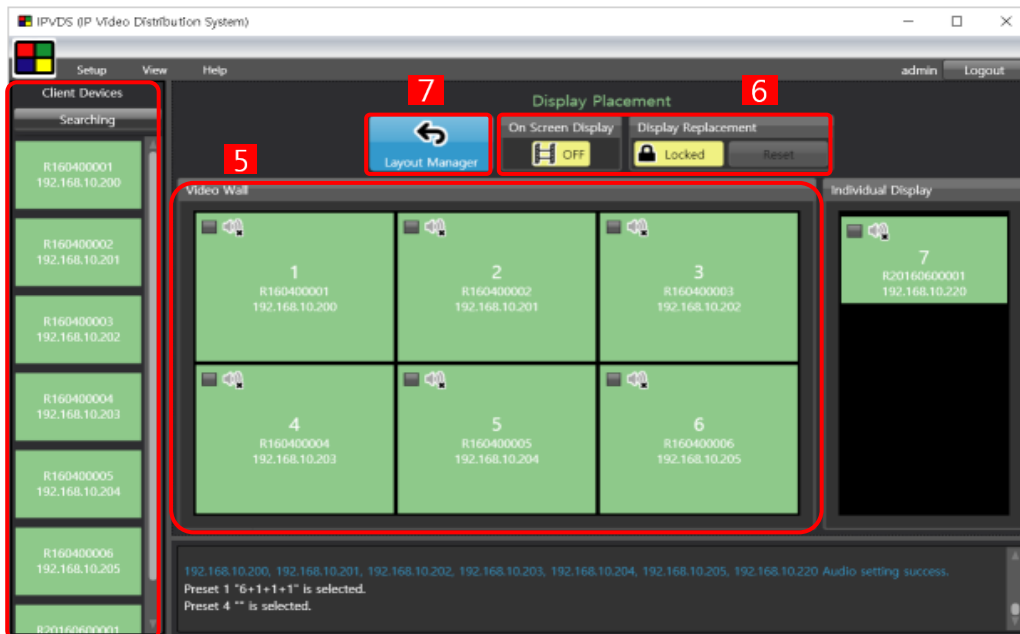 IPVDS (IP Video Distribution System)
Setup View Help
admin Logout
Client Devices
Searching
R160400001
192.168.10.200
R160400002
192.168.10.201
R160400003
192.168.10.202
R160400004
192.168.10.203
R160400005
192.168.10.204
R160400006
192.168.10.205
R20160600001
7
Display Placement
6
Layout Manager
On Screen Display
OFF
Display Replacement
Locked
Reset
5
Video Wall
1
R160400001
192.168.10.200
2
R160400002
192.168.10.201
3
R160400003
192.168.10.202
4
R160400004
192.168.10.203
5
R160400005
192.168.10.204
6
R160400006
192.168.10.205
Individual Display
7
R20160600001
192.168.10.220
192.168.10.200, 192.168.10.201, 192.168.10.202, 192.168.10.203, 192.168.10.204, 192.168.10.205, 192.168.10.220 Audio setting success.
Preset 1 "6+1+1+1" is selected.
Preset 4 "" is selected.